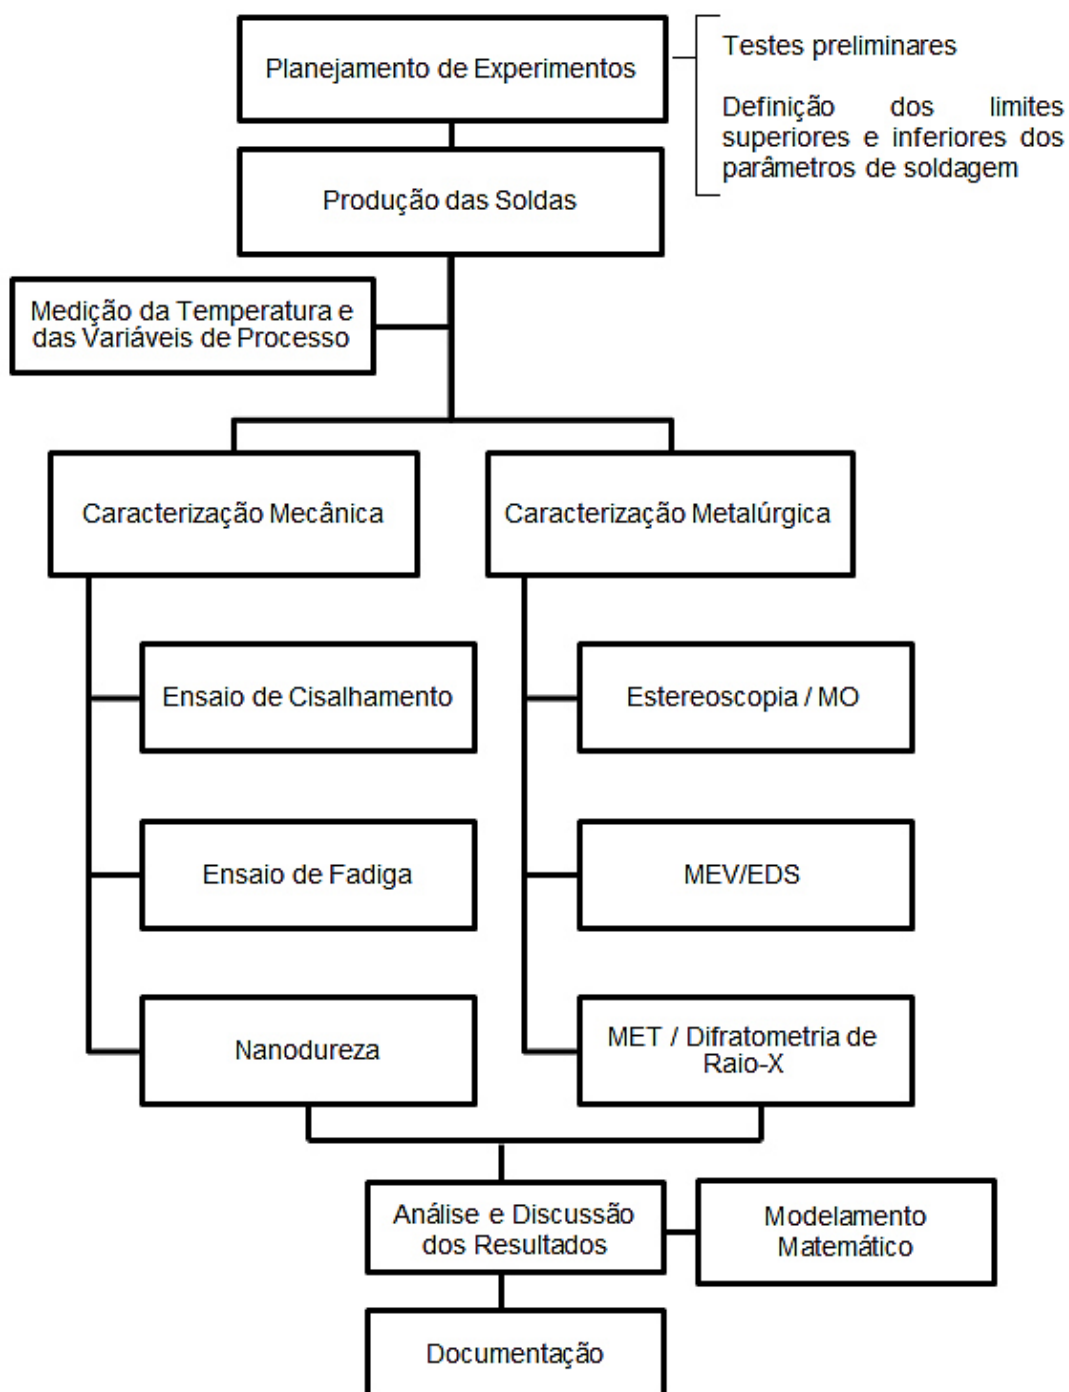 Planejamento de Experimentos
Testes preliminares
Definição dos limites
superiores e inferiores dos
parâmetros de soldagem
Produção das Soldas
Medição da Temperatura e
das Variáveis de Processo
Caracterização Mecânica
Caracterização Metalúrgica
Ensaio de Cisalhamento
Estereoscopia / MO
Ensaio de Fadiga
MEV/EDS
Nanodureza
MET / Difratometria de
Raio-X
Análise e Discussão
dos Resultados
Modelamento
Matemático
Documentação